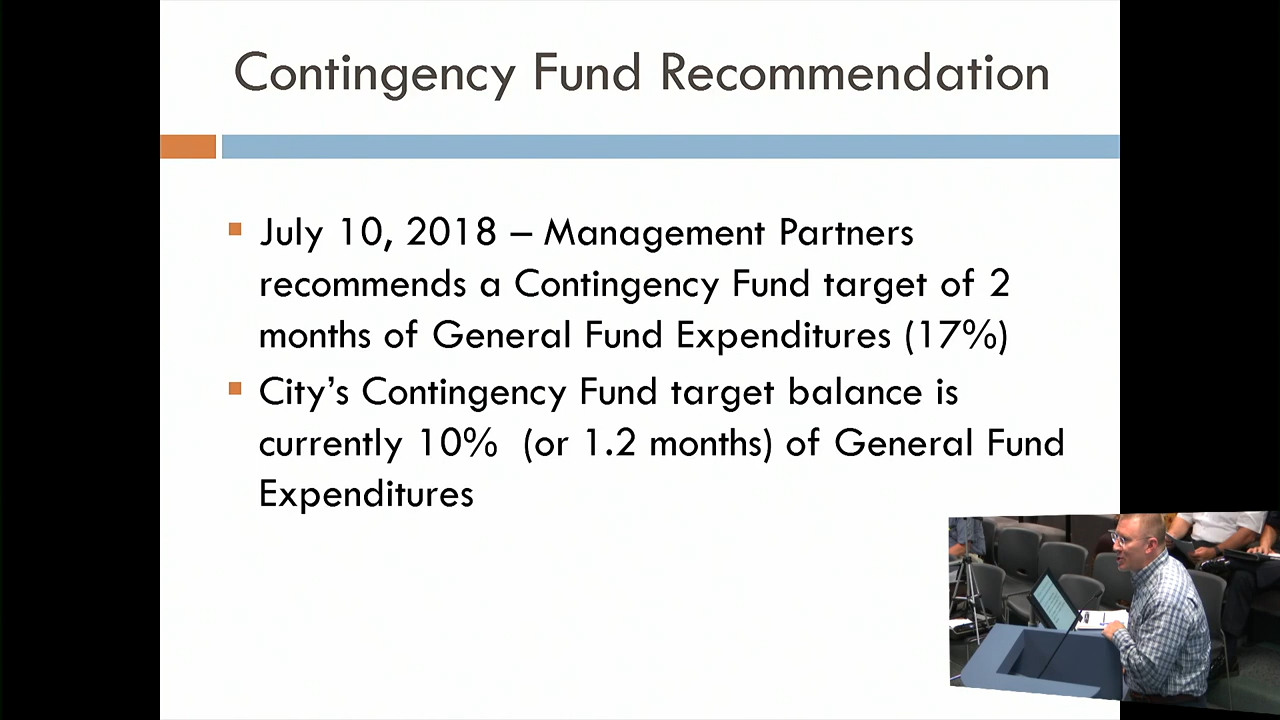 Contingency Fund Recommendation
▪ July 10, 2018 – Management Partners
recommends a Contingency Fund target of 2
months of General Fund Expenditures (17%)
▪ City’s Contingency Fund target balance is
currently 10%  (or 1.2 months) of General Fund
Expenditures